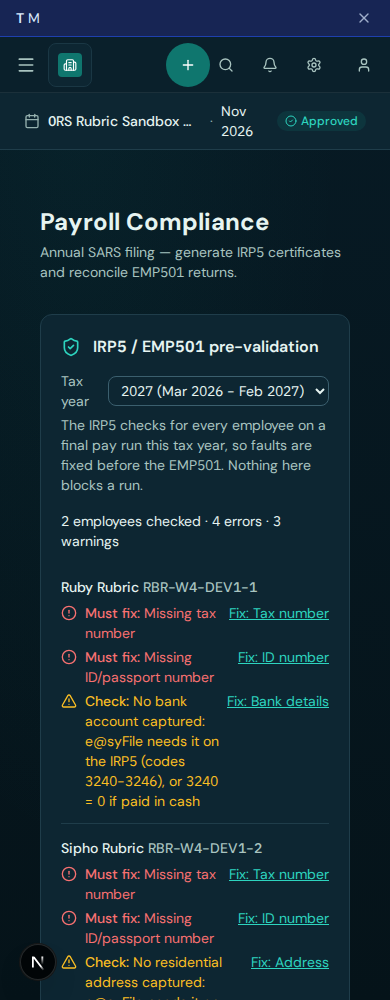 TM
0RS Rubric Sandbox ... · Nov 2026 Approved
Payroll Compliance
Annual SARS filing — generate IRP5 certificates
and reconcile EMP501 returns.
IRP5 / EMP501 pre-validation
Tax year 2027 (Mar 2026 - Feb 2027)
The IRP5 checks for every employee on a
final pay run this tax year, so faults are
fixed before the EMP501. Nothing here
blocks a run.
2 employees checked · 4 errors · 3
warnings
Ruby Rubric RBR-W4-DEV1-1
Must fix: Missing tax Fix: Tax number
number
Must fix: Missing Fix: ID number
ID/passport number
Check: No bank Fix: Bank details
account captured:
e@syFile needs it on
the IRP5 (codes
3240-3246), or 3240
= 0 if paid in cash
Sipho Rubric RBR-W4-DEV1-2
Must fix: Missing tax Fix: Tax number
number
Must fix: Missing Fix: ID number
ID/passport number
Check: No residential Fix: Address
address captured:
N